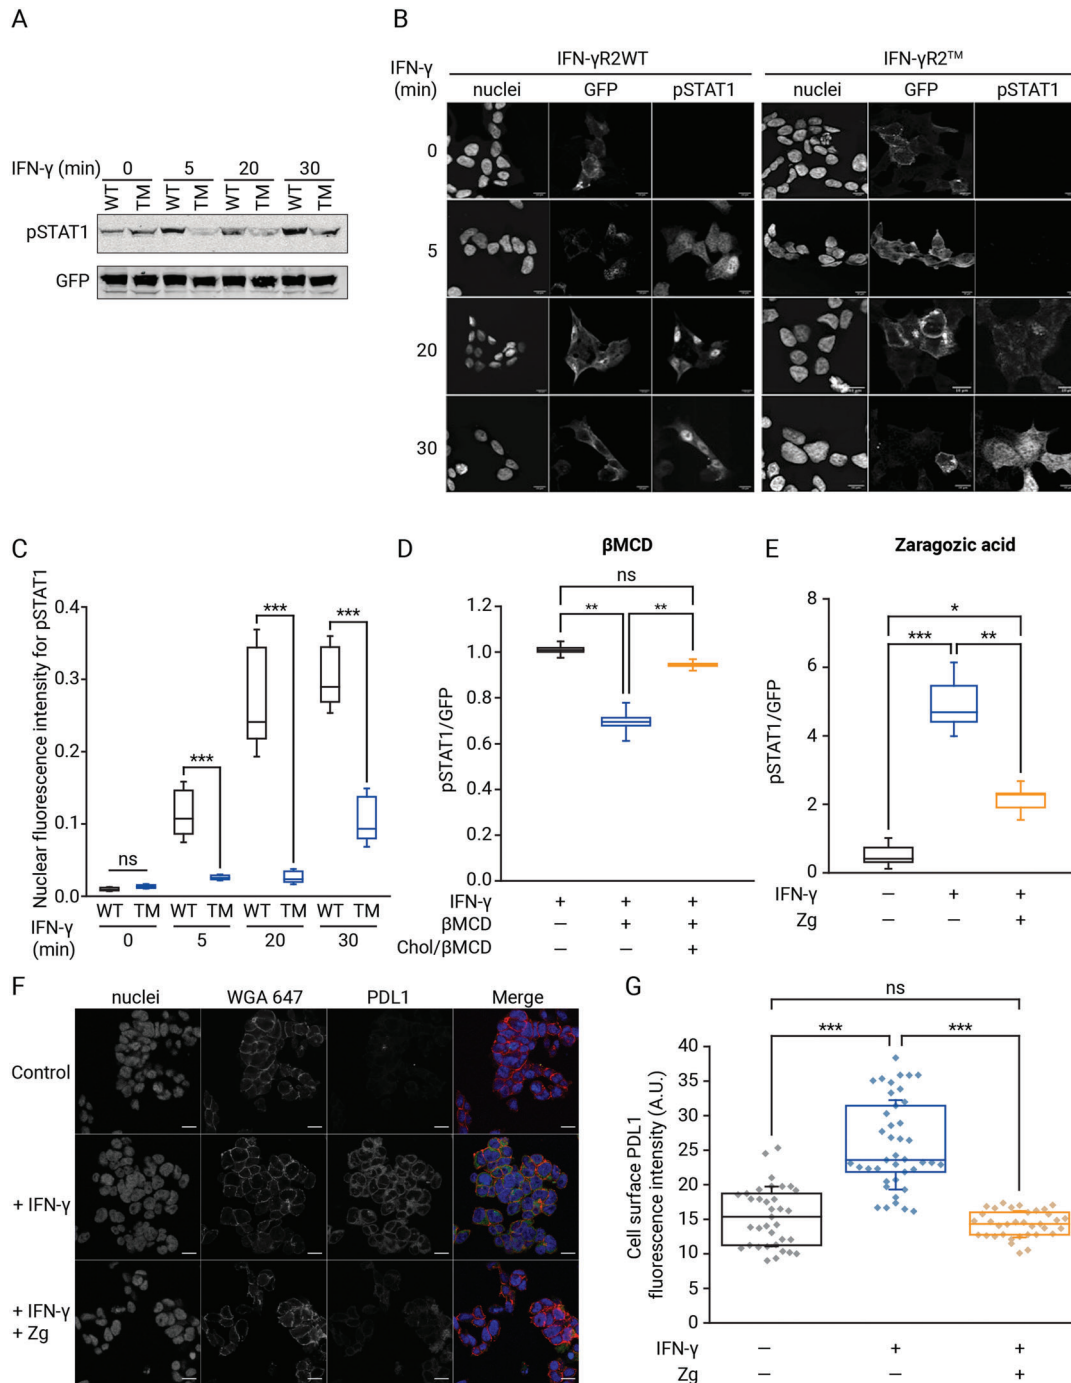 A
IFN-γ (min) 0 5 20 30
WT TM WT TM WT TM WT TM
pSTAT1
GFP
B
IFN-γR2WT IFN-γR2TM
IFN-γ
(min)
nuclei GFP pSTAT1 nuclei GFP pSTAT1
0
5
20
30
C
Nuclear fluorescence intensity for pSTAT1
0.4
0.3
0.2
0.1
0.0
ns
***
***
***
WT TM WT TM WT TM WT TM
IFN-γ
(min)
0 5 20 30
D
βMCD
ns
** **
pSTAT1/GFP
1.2
1.0
0.8
0.6
0.4
0.2
0.0
IFN-γ + + +
βMCD – + +
Chol/βMCD – – +
E
Zaragozic acid
*
*** **
pSTAT1/GFP
8
6
4
2
0
IFN-γ – + +
Zg – – +
F
nuclei WGA 647 PDL1 Merge
Control
+ IFN-γ
+ IFN-γ
+ Zg
G
ns
*** ***
Cell surface PDL1
fluorescence intensity (A.U.)
40
35
30
25
20
15
10
5
0
IFN-γ – + +
Zg – – +